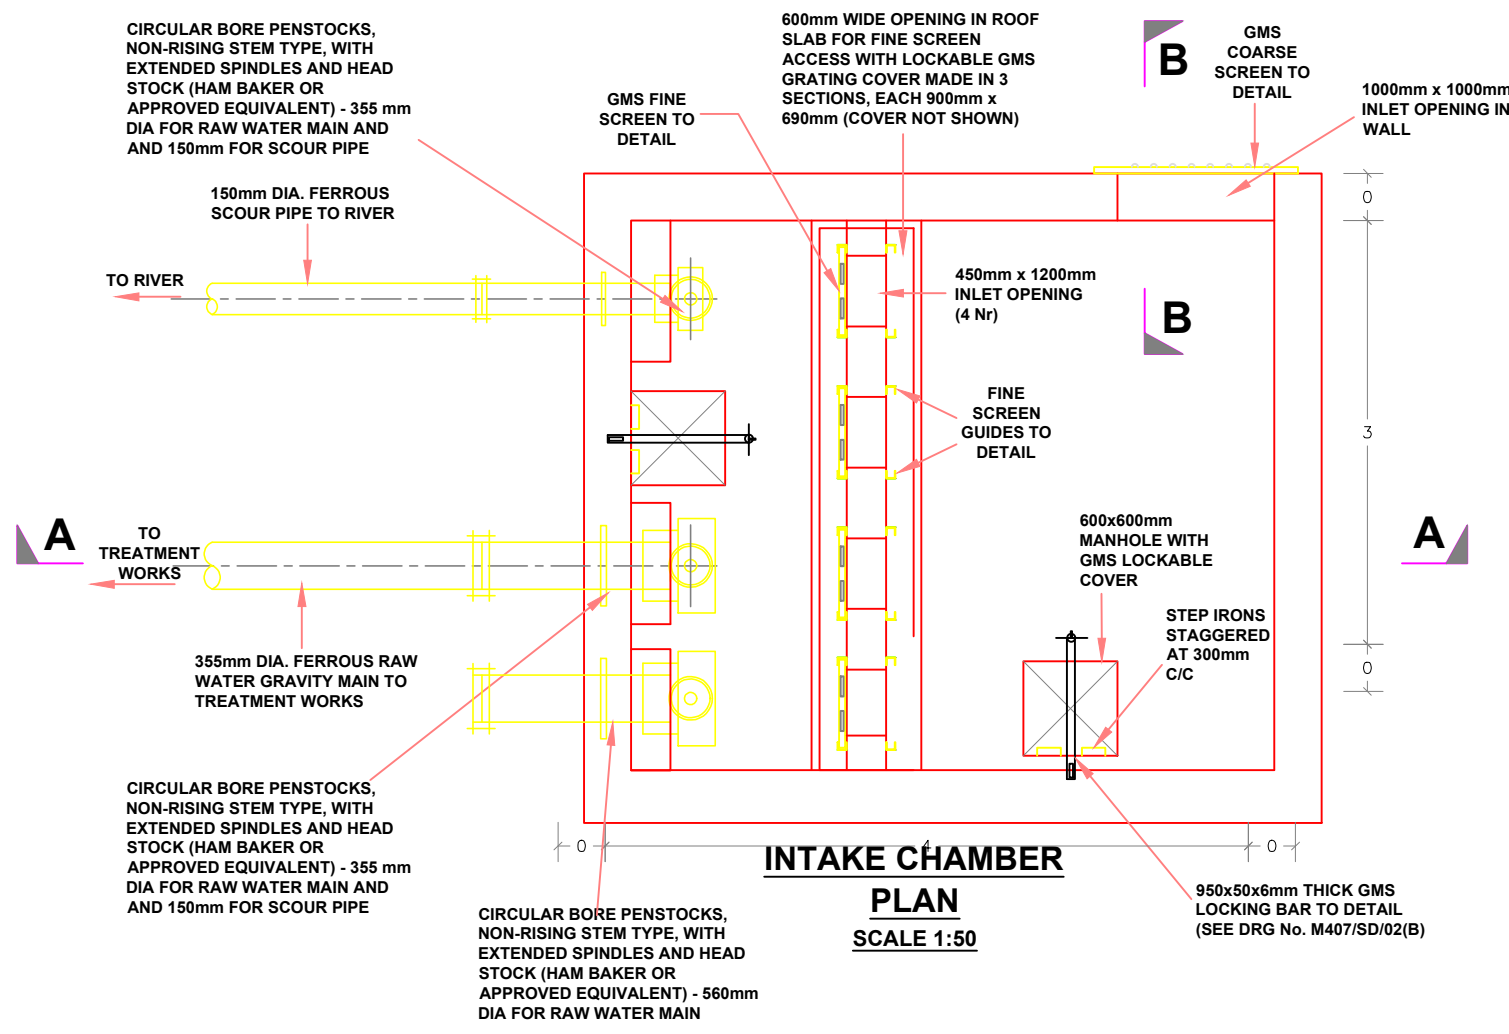 CIRCULAR BORE PENSTOCKS,
NON-RISING STEM TYPE, WITH
EXTENDED SPINDLES AND HEAD
STOCK (HAM BAKER OR
APPROVED EQUIVALENT) - 355 mm
DIA FOR RAW WATER MAIN AND
AND 150mm FOR SCOUR PIPE
GMS FINE
SCREEN TO
DETAIL
600mm WIDE OPENING IN ROOF
SLAB FOR FINE SCREEN
ACCESS WITH LOCKABLE GMS
GRATING COVER MADE IN 3
SECTIONS, EACH 900mm x
690mm (COVER NOT SHOWN)
B
GMS
COARSE
SCREEN TO
DETAIL
1000mm x 1000mm
INLET OPENING IN
WALL
150mm DIA. FERROUS
SCOUR PIPE TO RIVER
TO RIVER
450mm x 1200mm
INLET OPENING
(4 Nr)
B
0
FINE
SCREEN
GUIDES TO
DETAIL
3
A
TO
TREATMENT
WORKS
600x600mm
MANHOLE WITH
GMS LOCKABLE
COVER
A
STEP IRONS
STAGGERED
AT 300mm
C/C
355mm DIA. FERROUS RAW
WATER GRAVITY MAIN TO
TREATMENT WORKS
0
CIRCULAR BORE PENSTOCKS,
NON-RISING STEM TYPE, WITH
EXTENDED SPINDLES AND HEAD
STOCK (HAM BAKER OR
APPROVED EQUIVALENT) - 355 mm
DIA FOR RAW WATER MAIN AND
AND 150mm FOR SCOUR PIPE
0
4
0
INTAKE CHAMBER
PLAN
SCALE 1:50
950x50x6mm THICK GMS
LOCKING BAR TO DETAIL
(SEE DRG No. M407/SD/02(B)
CIRCULAR BORE PENSTOCKS,
NON-RISING STEM TYPE, WITH
EXTENDED SPINDLES AND HEAD
STOCK (HAM BAKER OR
APPROVED EQUIVALENT) - 560mm
DIA FOR RAW WATER MAIN